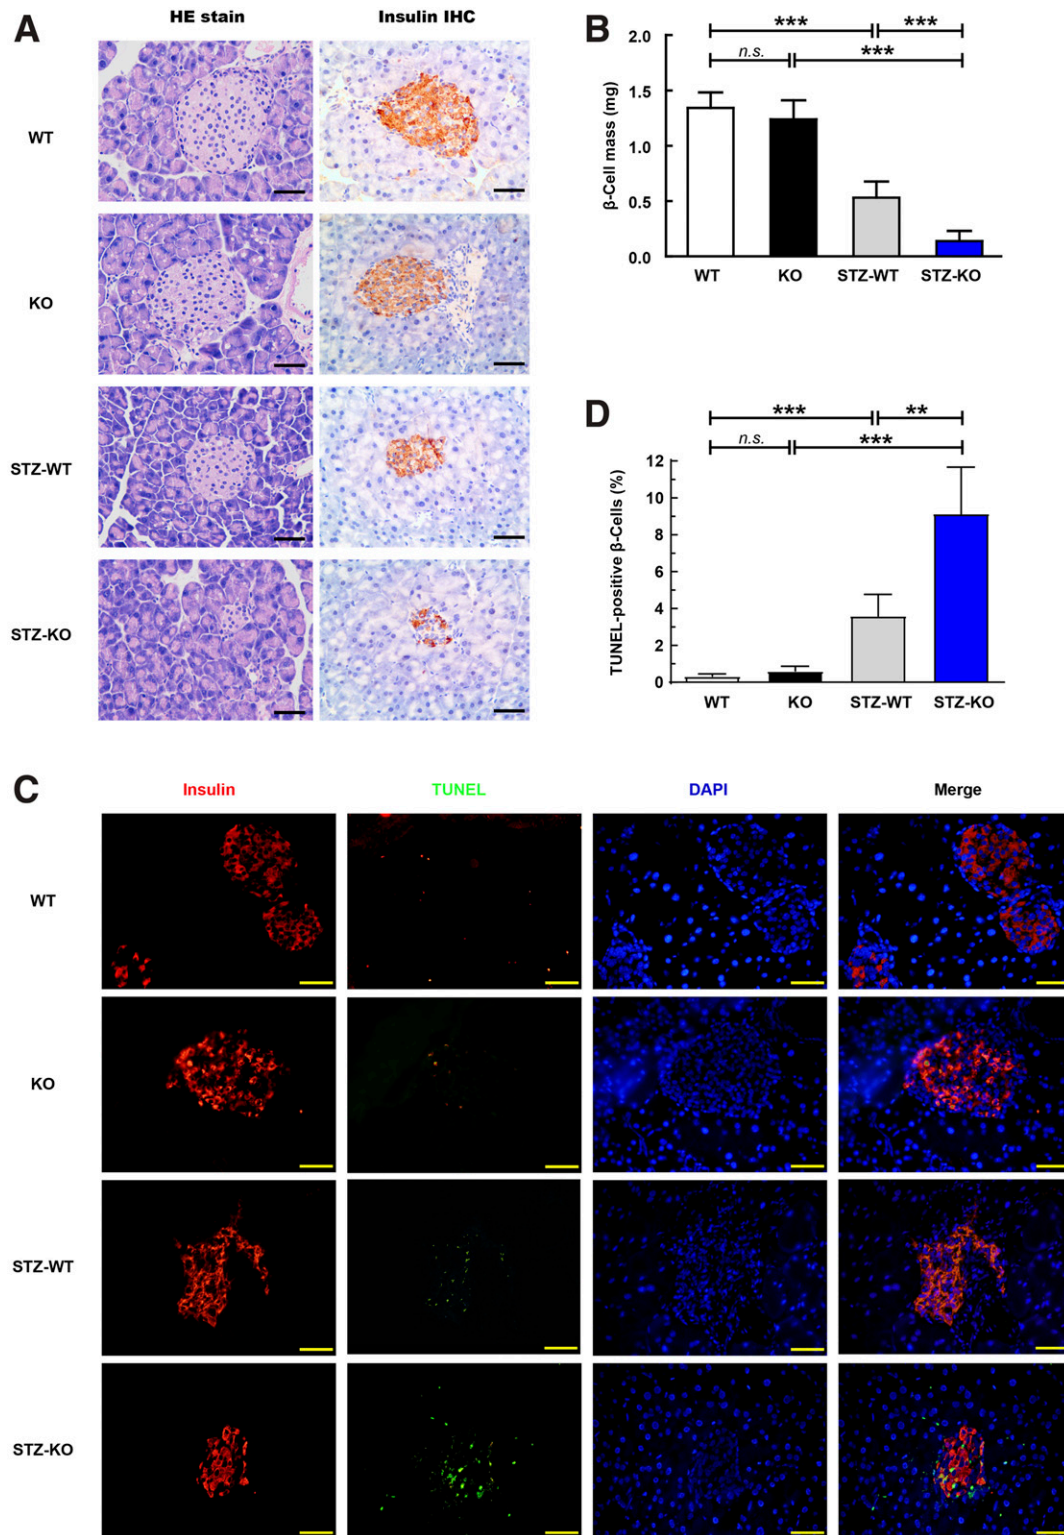 A
HE stain
Insulin IHC
WT
KO
STZ-WT
STZ-KO
B
***
***
n.s.
***
β-Cell mass (mg)
2.0
1.5
1.0
0.5
0.0
WT
KO
STZ-WT
STZ-KO
D
***
**
n.s.
***
TUNEL-positive β-Cells (%)
12
10
8
6
4
2
0
WT
KO
STZ-WT
STZ-KO
C
Insulin
TUNEL
DAPI
Merge
WT
KO
STZ-WT
STZ-KO